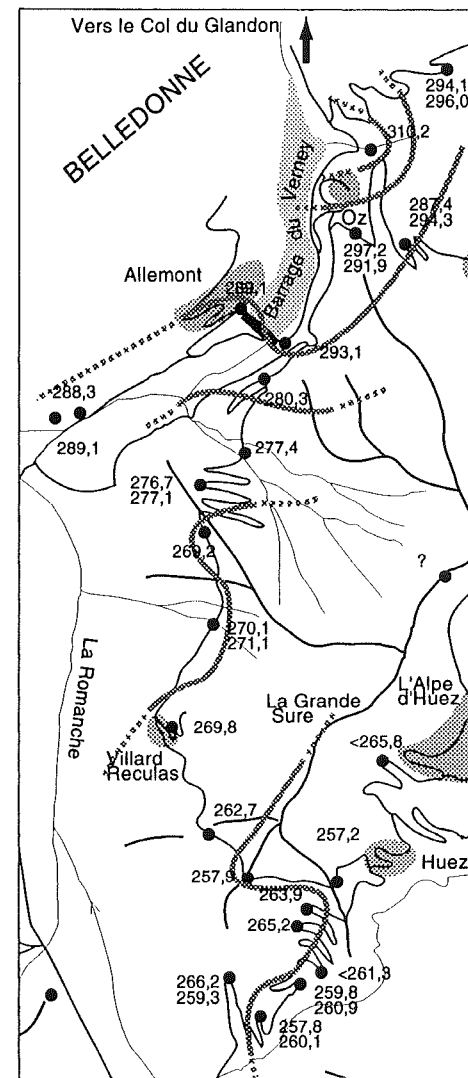 Vers le Col du Glandon
BELLEDONNE
294,1
296,0
310,2
Barrage du Verney
Oz
287,4
294,3
297,2
291,9
Allemont
293,1
288,3
280,3
289,1
277,4
276,7
277,1
269,2
?
270,1
271,1
La Romanche
La Grande
Sure
L'Alpe
d'Huez
269,8
<265,8
Villard
Reculas
262,7
257,2
Huez
257,9
263,9
265,2
<261,3
266,2
259,3
259,8
260,9
257,8
260,1